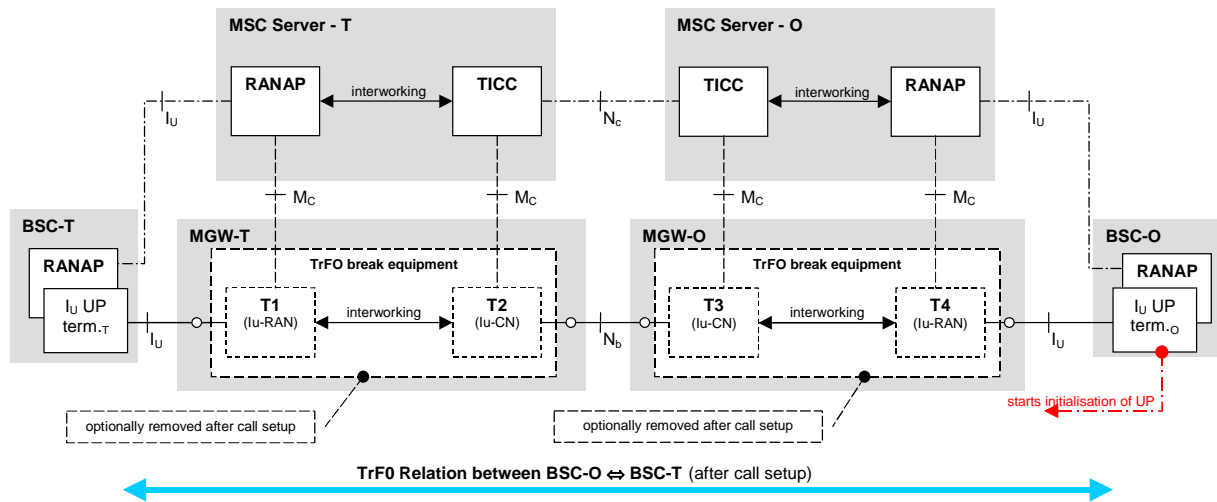 MSC Server - T
MSC Server - O
RANAP
interworking
TICC
TICC
interworking
RANAP
IU
NC
IU
MC
MC
MC
MC
BSC-T
MGW-T
MGW-O
BSC-O
RANAP
TrFO break equipment
TrFO break equipment
RANAP
IU UP
term.T
T1
(Iu-RAN)
interworking
T2
(Iu-CN)
T3
(Iu-CN)
interworking
T4
(Iu-RAN)
IU UP
term.O
IU
Nb
IU
starts initialisation of UP
optionally removed after call setup
optionally removed after call setup
TrF0 Relation between BSC-O ⇔ BSC-T (after call setup)